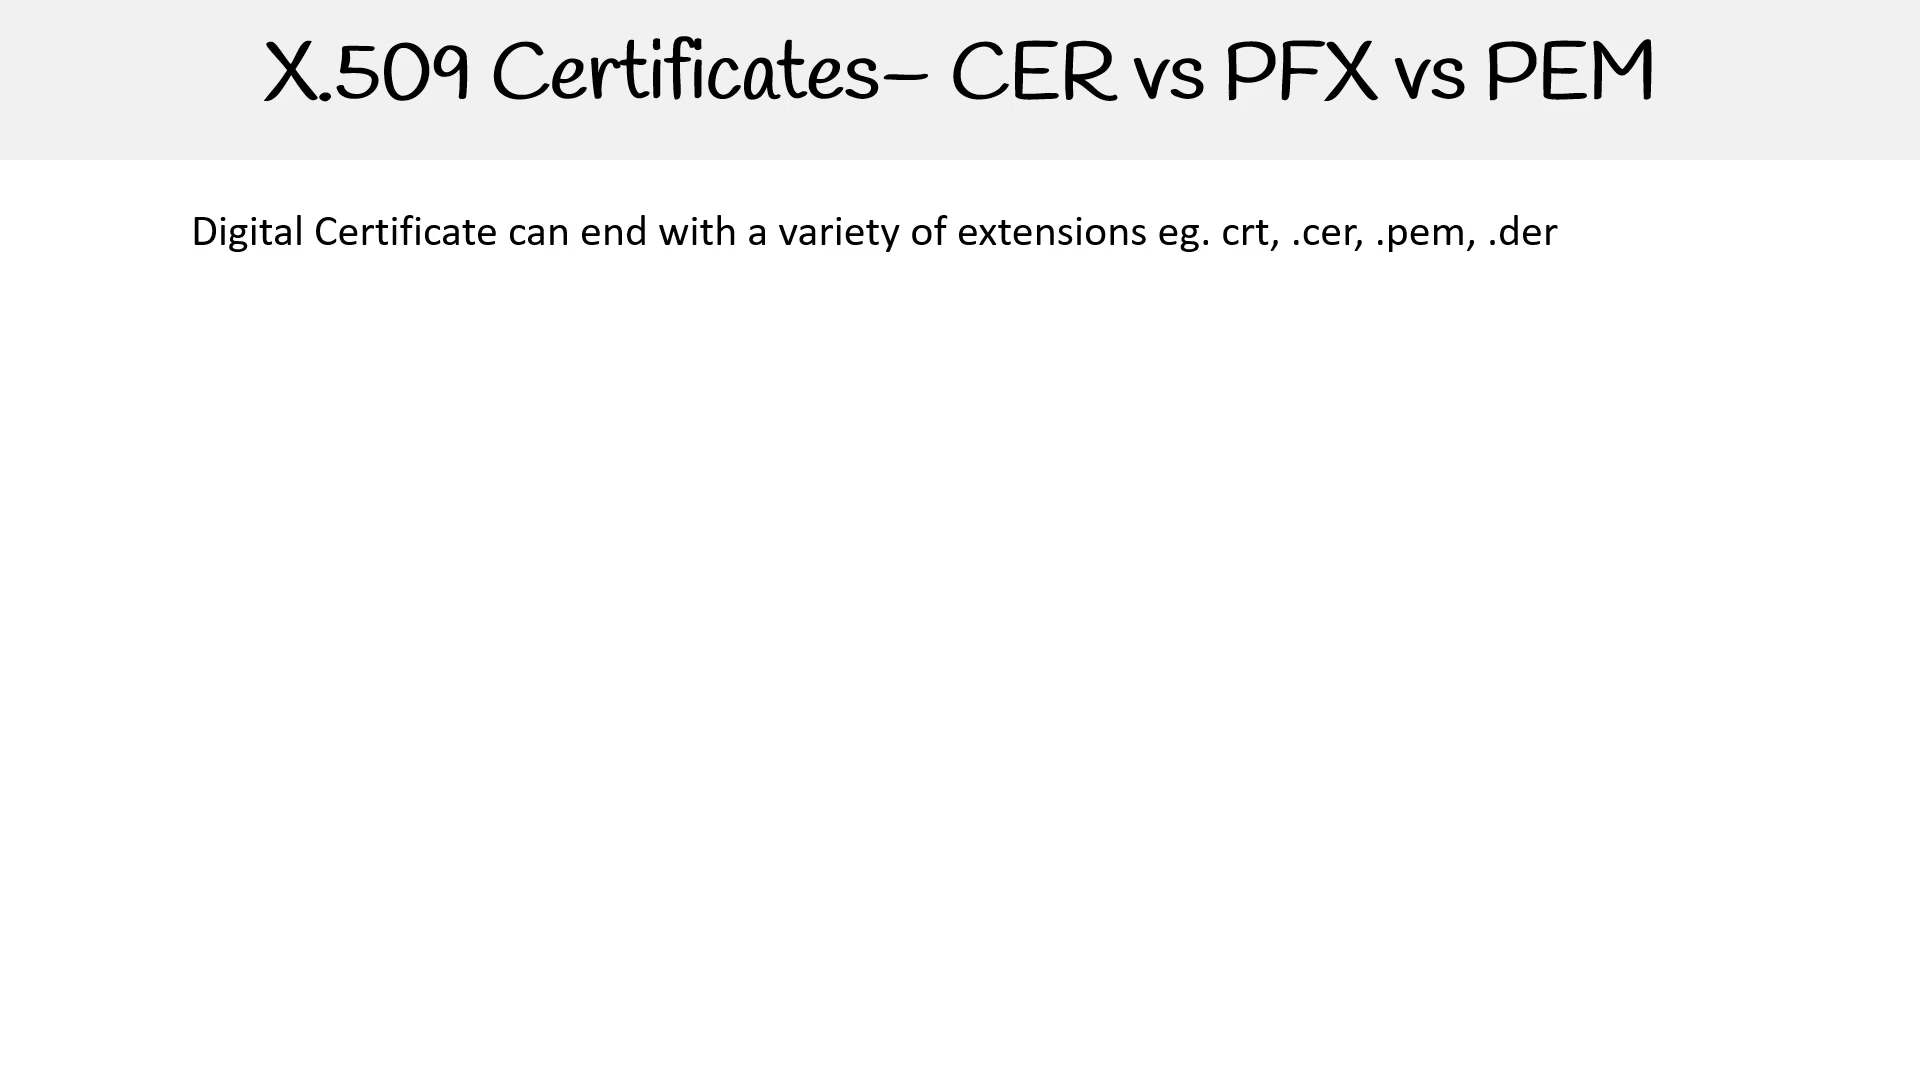 X.509 Certificates– CER vs PFX vs PEM
Digital Certificate can end with a variety of extensions eg. crt, .cer, .pem, .der